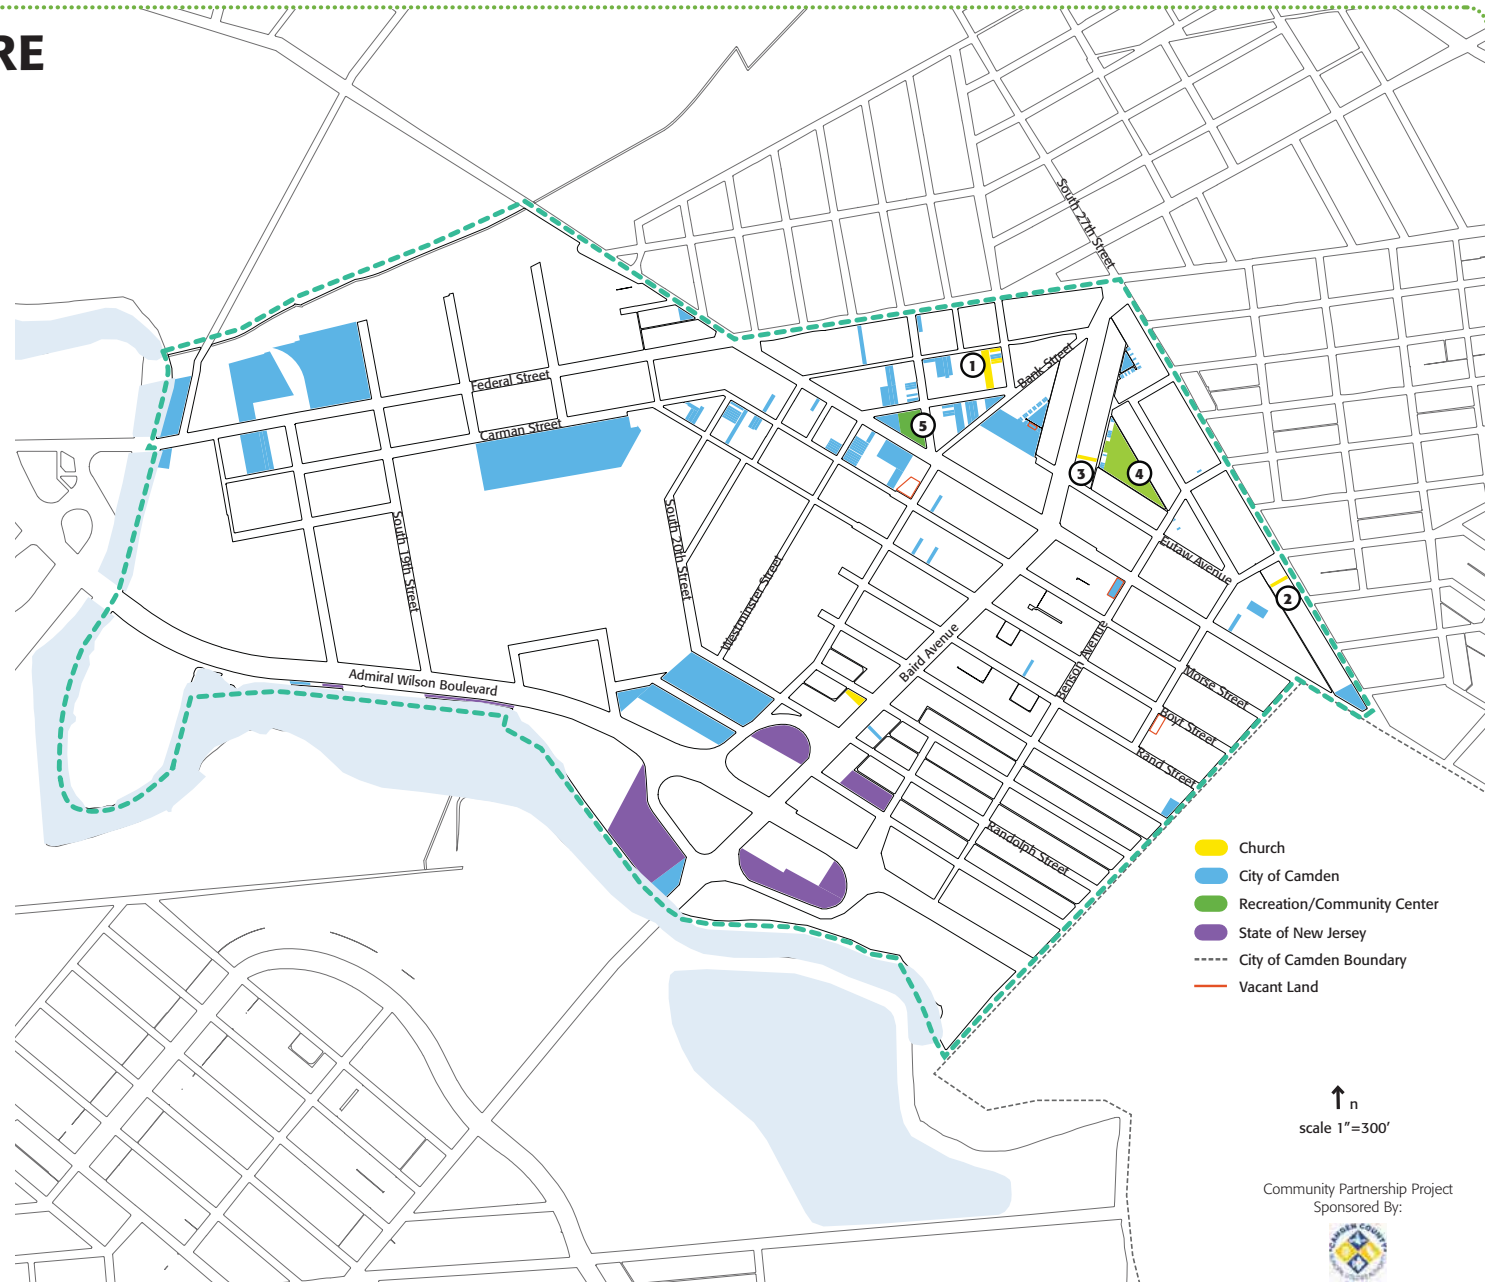 RE
South 27th Street
Federal Street
Carman Street
Bank Street
1
5
3
4
South 19th Street
South 20th Street
Westminster Street
Eutaw Avenue
2
Baird Avenue
Benson Avenue
Admiral Wilson Boulevard
Morse Street
Boyt Street
Rand Street
Randolph Street
Church
City of Camden
Recreation/Community Center
State of New Jersey
City of Camden Boundary
Vacant Land
n
scale 1"=300'
Community Partnership Project
Sponsored By:
CAMDEN COUNTY